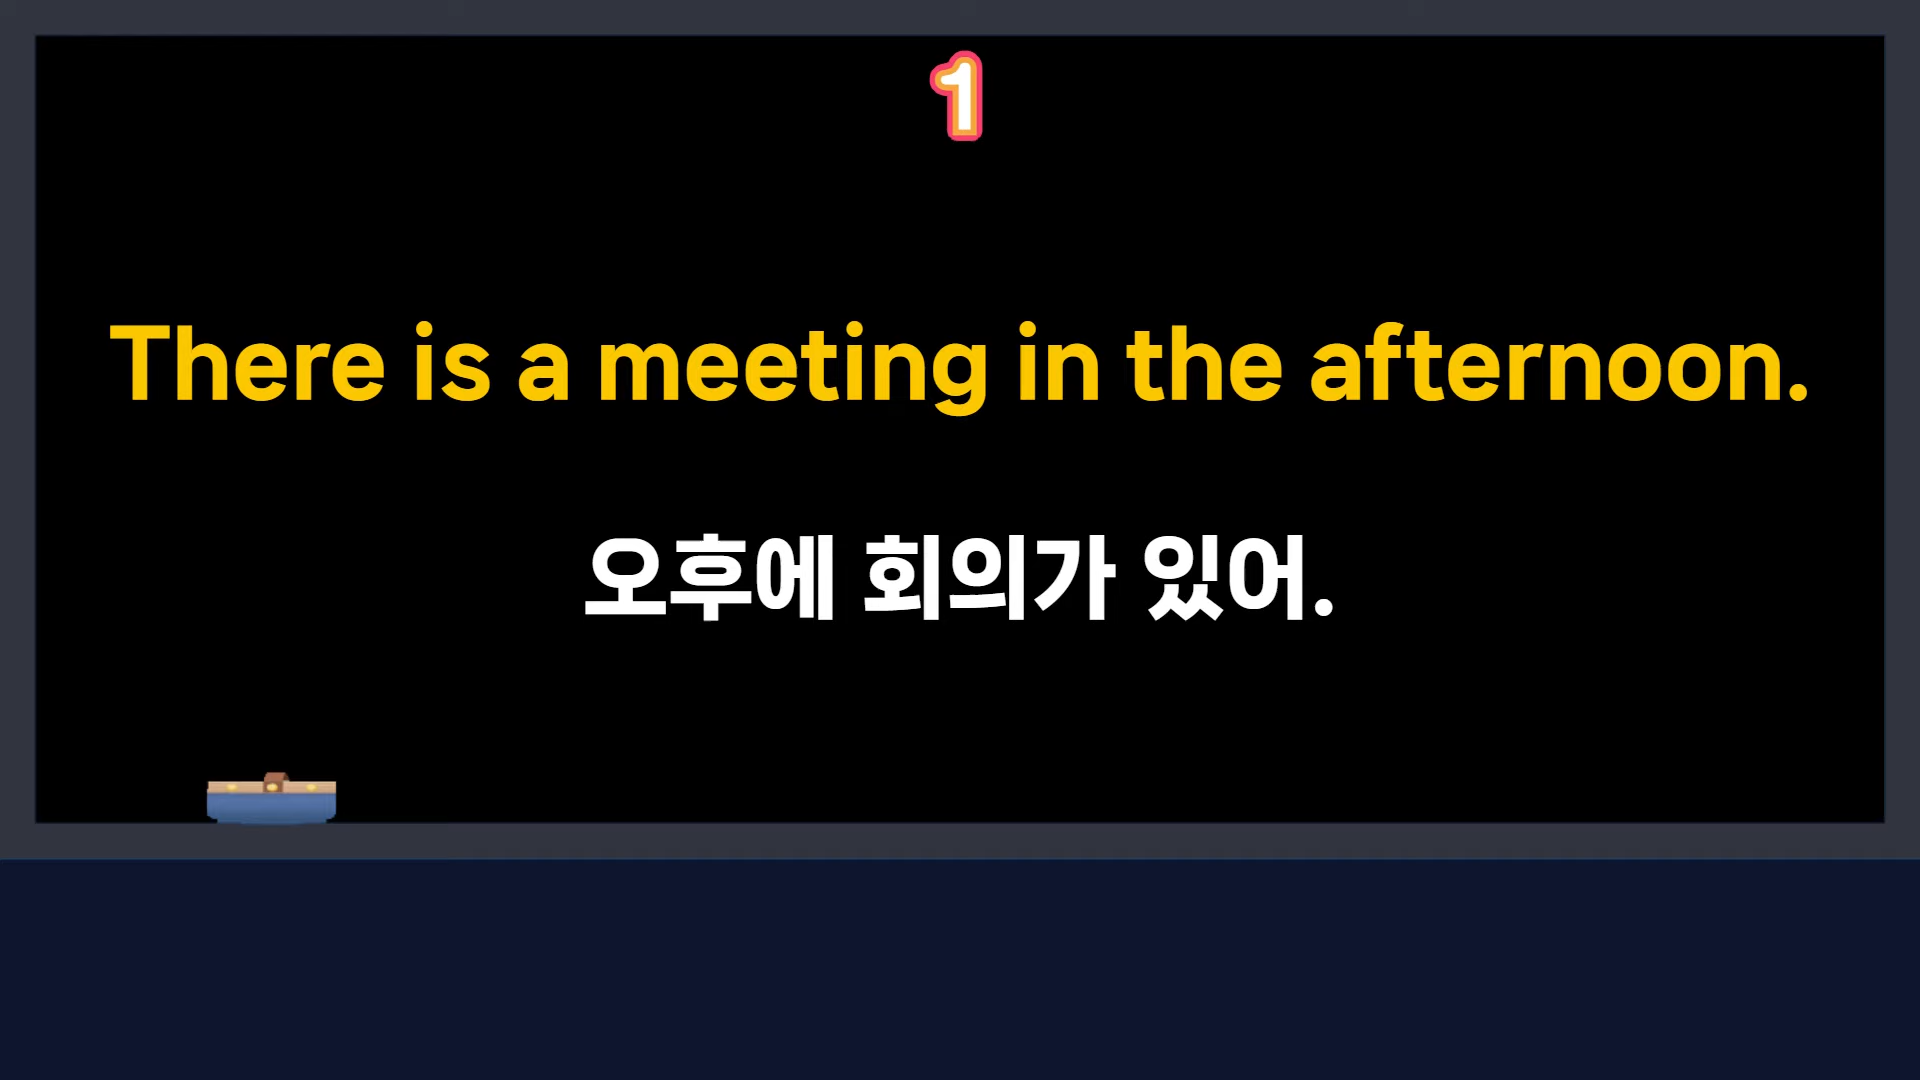 1
There is a meeting in the afternoon.
오후에 회의가 있어.